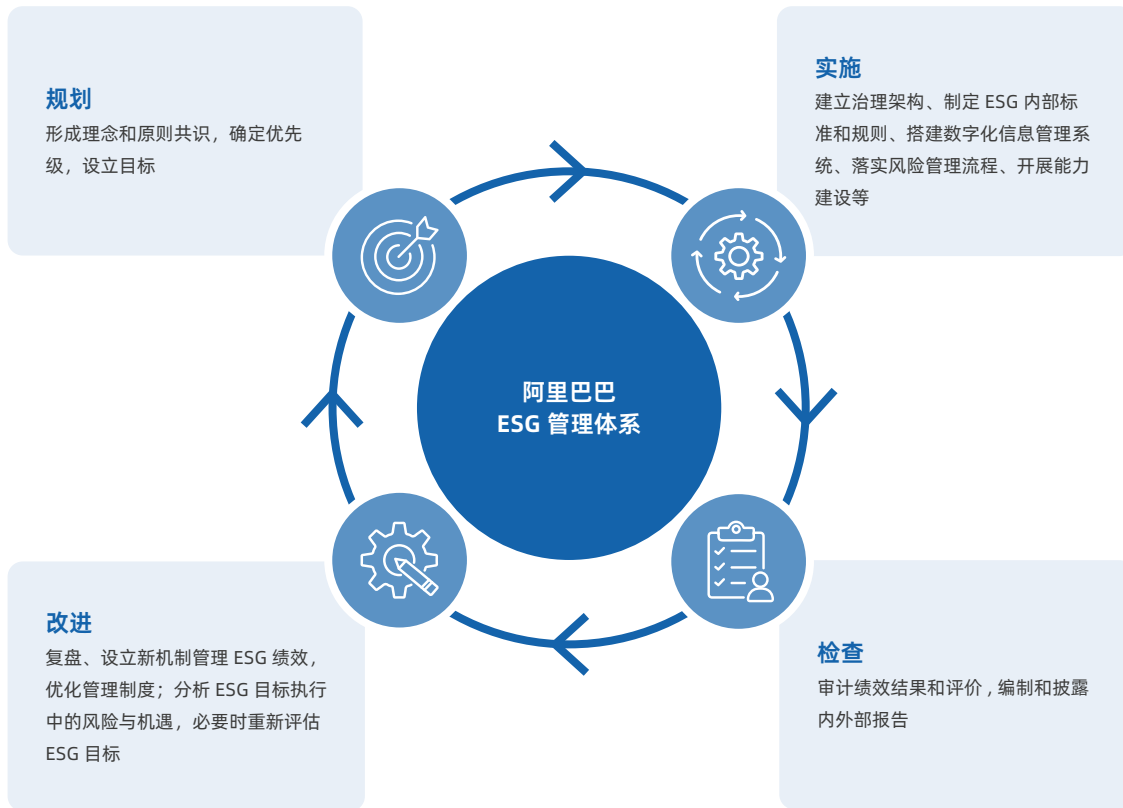 规划
形成理念和原则共识，确定优先
级，设立目标
实施
建立治理架构、制定 ESG 内部标
准和规则、搭建数字化信息管理系
统、落实风险管理流程、开展能力
建设等
阿里巴巴
ESG 管理体系
改进
复盘、设立新机制管理 ESG 绩效，
优化管理制度；分析 ESG 目标执行
中的风险与机遇，必要时重新评估
ESG 目标
检查
审计绩效结果和评价 , 编制和披露
内外部报告